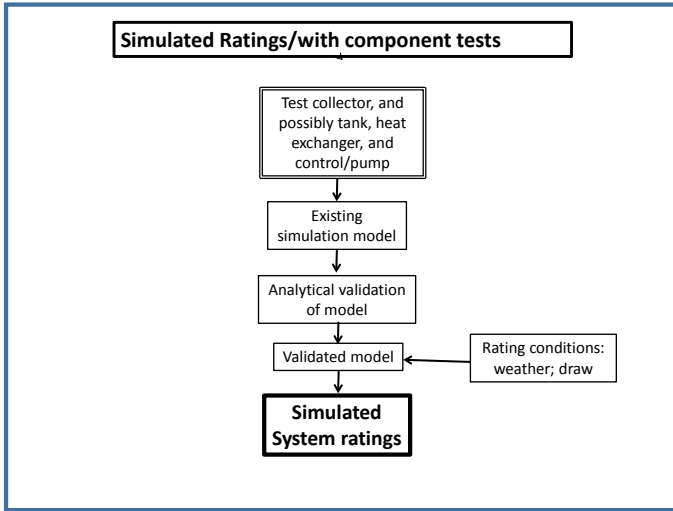 Simulated Ratings/with component tests
Test collector, and
possibly tank, heat
exchanger, and
control/pump
Existing
simulation model
Analytical validation
of model
Validated model
Rating conditions:
weather; draw
Simulated
System ratings